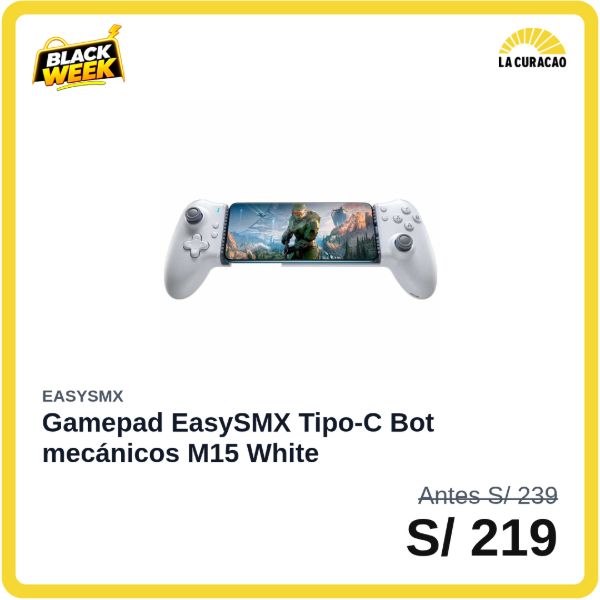 BLACK
WEEK
LA CURACAO
EASYSMX
Gamepad EasySMX Tipo-C Bot
mecánicos M15 White
Antes S/ 239
S/ 219